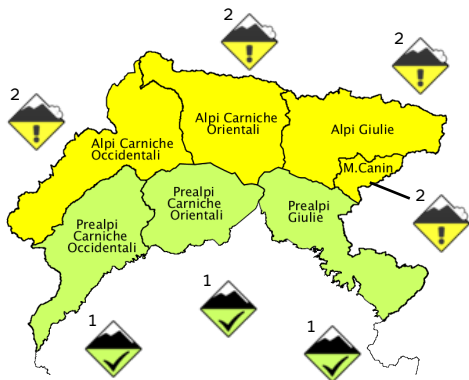 2
2
2
Alpi Carniche
Orientali
Alpi Giulie
Alpi Carniche
Occidentali
M.Canin
2
Prealpi
Carniche
Orientali
Prealpi
Giulie
Prealpi
Carniche
Occidentali
1
1
1